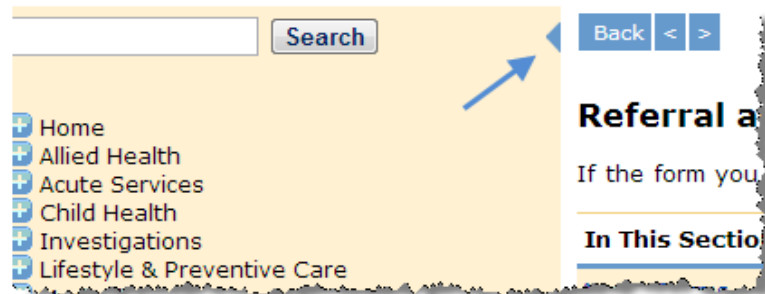 Search
Back < >
Home
Allied Health
Acute Services
Child Health
Investigations
Lifestyle & Preventive Care
Referral a
If the form you
In This Sectio